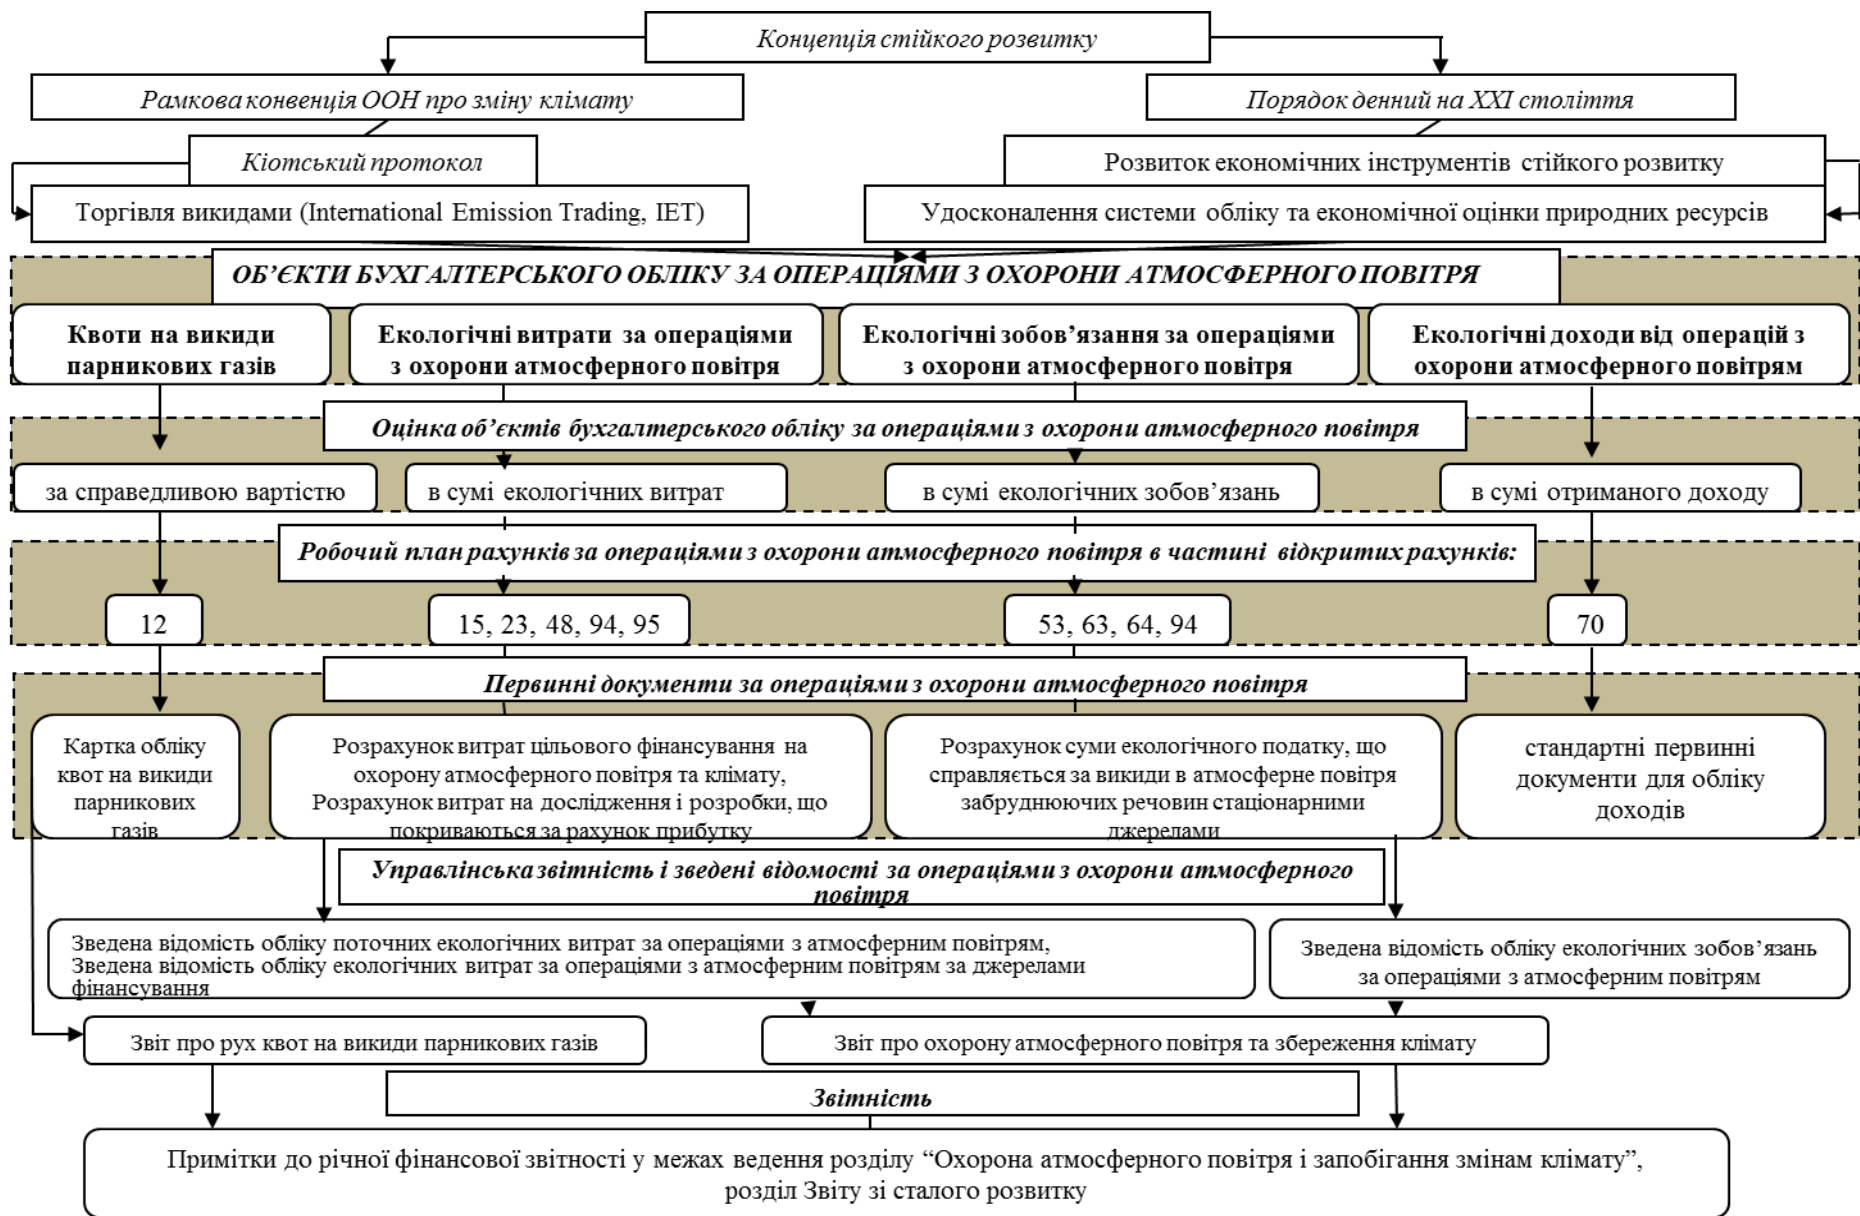 Концепція стійкого розвитку
Рамкова конвенція ООН про зміну клімату
Порядок денний на ХХІ століття
Кіотський протокол
Розвиток економічних інструментів стійкого розвитку
Торгівля викидами (International Emission Trading, IET)
Удосконалення системи обліку та економічної оцінки природних ресурсів
ОБ’ЄКТИ БУХГАЛТЕРСЬКОГО ОБЛІКУ ЗА ОПЕРАЦІЯМИ З ОХОРОНИ АТМОСФЕРНОГО ПОВІТРЯ
Квоти на викиди
парникових газів
Екологічні витрати за операціями
з охорони атмосферного повітря
Екологічні зобов’язання за операціями
з охорони атмосферного повітря
Екологічні доходи від операцій з
охорони атмосферного повітрям
Оцінка об’єктів бухгалтерського обліку за операціями з охорони атмосферного повітря
за справедливою вартістю
в сумі екологічних витрат
в сумі екологічних зобов’язань
в сумі отриманого доходу
Робочий план рахунків за операціями з охорони атмосферного повітря в частині відкритих рахунків:
12
15, 23, 48, 94, 95
53, 63, 64, 94
70
Первинні документи за операціями з охорони атмосферного повітря
Картка обліку
квот на викиди
парникових
газів
Розрахунок витрат цільового фінансування на
охорону атмосферного повітря та клімату,
Розрахунок витрат на дослідження і розробки, що
покриваються за рахунок прибутку
Розрахунок суми екологічного податку, що
справляється за викиди в атмосферне повітря
забруднюючих речовин стаціонарними
джерелами
стандартні первинні
документи для обліку
доходів
Управлінська звітність і зведені відомості за операціями з охорони атмосферного
повітря
Зведена відомість обліку поточних екологічних витрат за операціями з атмосферним повітрям,
Зведена відомість обліку екологічних витрат за операціями з атмосферним повітрям за джерелами
фінансування
Зведена відомість обліку екологічних зобов’язань
за операціями з атмосферним повітрям
Звіт про рух квот на викиди парникових газів
Звіт про охорону атмосферного повітря та збереження клімату
Звітність
Примітки до річної фінансової звітності у межах ведення розділу “Охорона атмосферного повітря і запобігання змінам клімату”,
розділ Звіту зі сталого розвитку